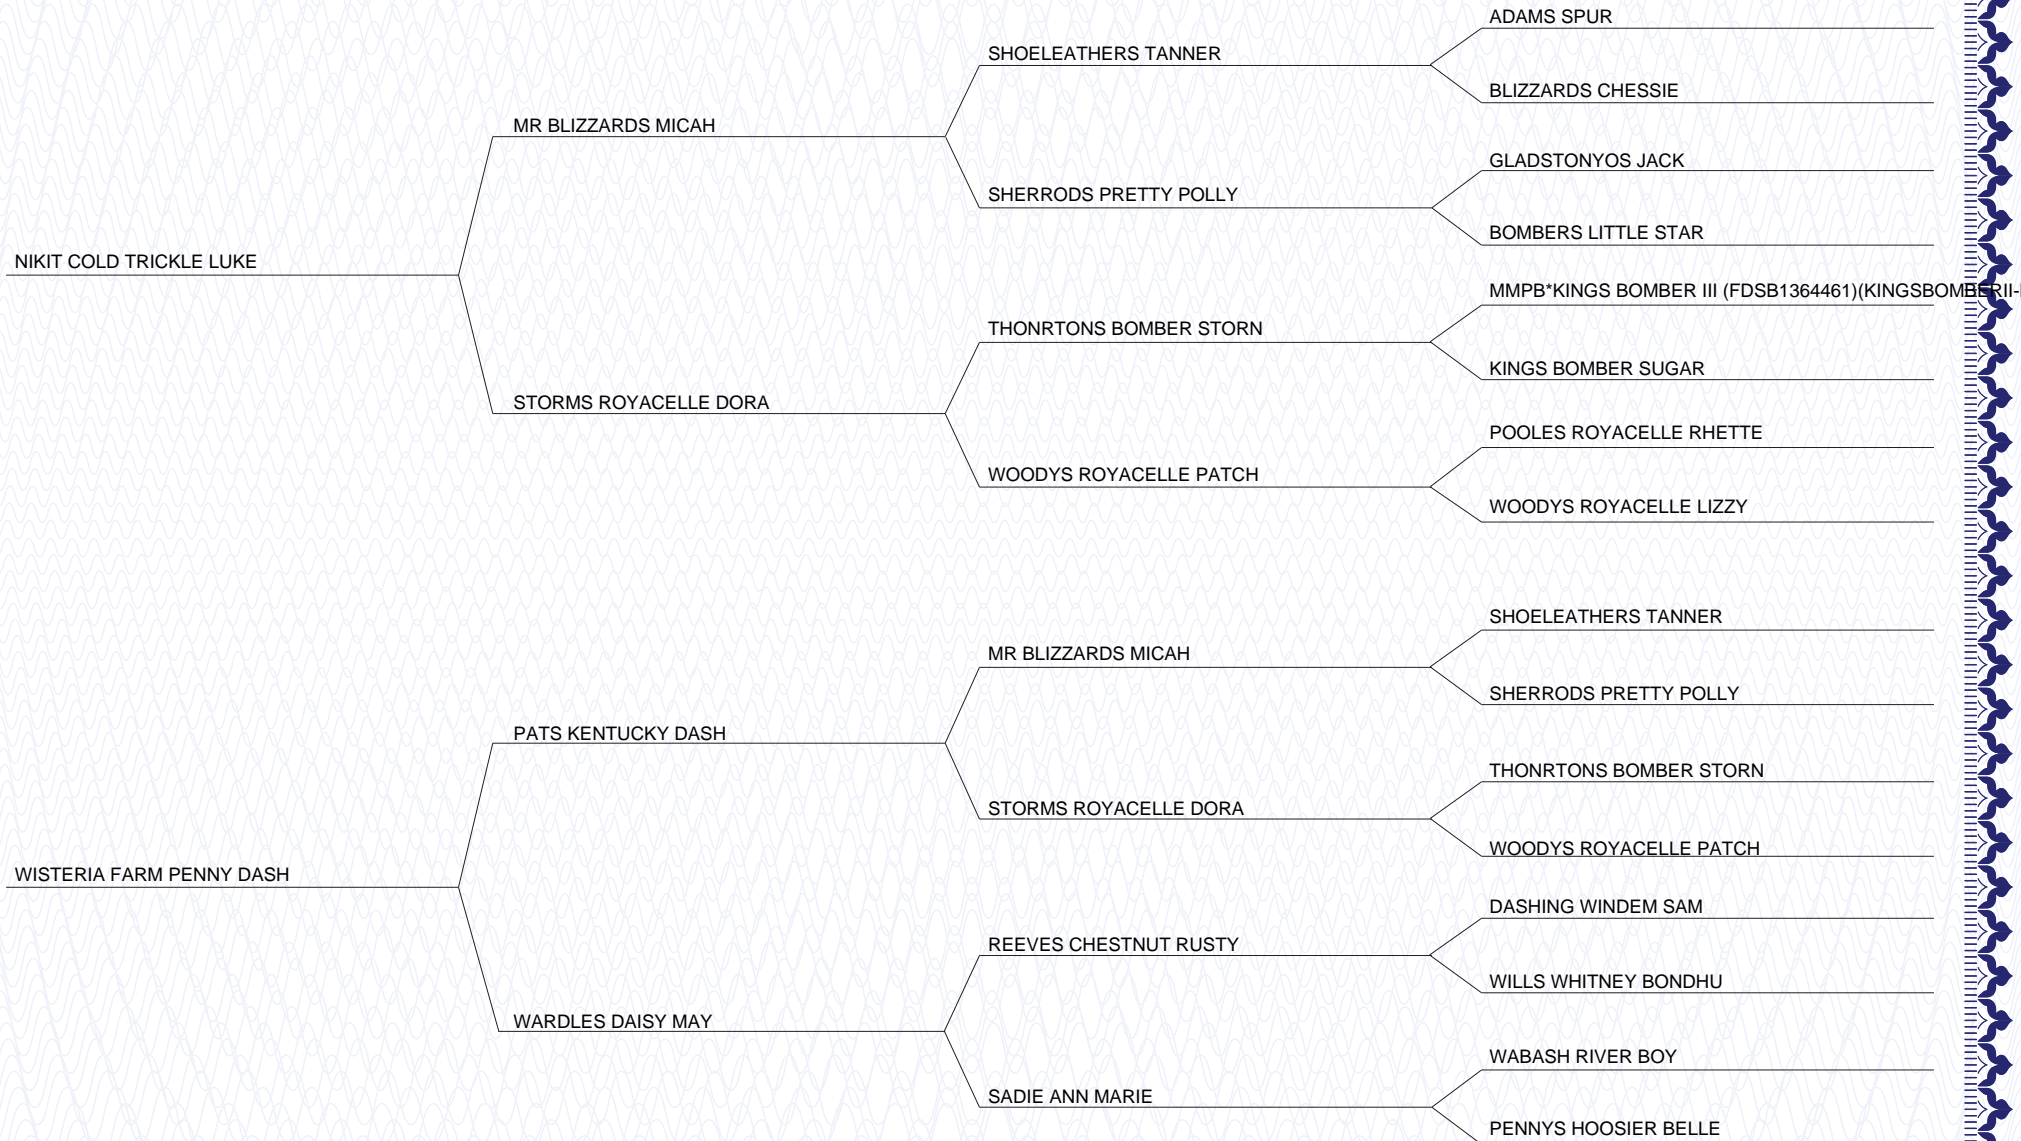 ADAMS SPUR
SHOELEATHERS TANNER
BLIZZARDS CHESSIE
MR BLIZZARDS MICAH
GLADSTONYOS JACK
SHERRODS PRETTY POLLY
BOMBERS LITTLE STAR
NIKIT COLD TRICKLE LUKE
MMPB*KINGS BOMBER III (FDSB1364461)(KINGSBOMBERII-
THONRTONS BOMBER STORN
KINGS BOMBER SUGAR
STORMS ROYACELLE DORA
POOLES ROYACELLE RHETTE
WOODYS ROYACELLE PATCH
WOODYS ROYACELLE LIZZY
SHOELEATHERS TANNER
MR BLIZZARDS MICAH
SHERRODS PRETTY POLLY
PATS KENTUCKY DASH
THONRTONS BOMBER STORN
STORMS ROYACELLE DORA
WOODYS ROYACELLE PATCH
WISTERIA FARM PENNY DASH
DASHING WINDEM SAM
REEVES CHESTNUT RUSTY
WILLS WHITNEY BONDHU
WARDLES DAISY MAY
WABASH RIVER BOY
SADIE ANN MARIE
PENNYS HOOSIER BELLE